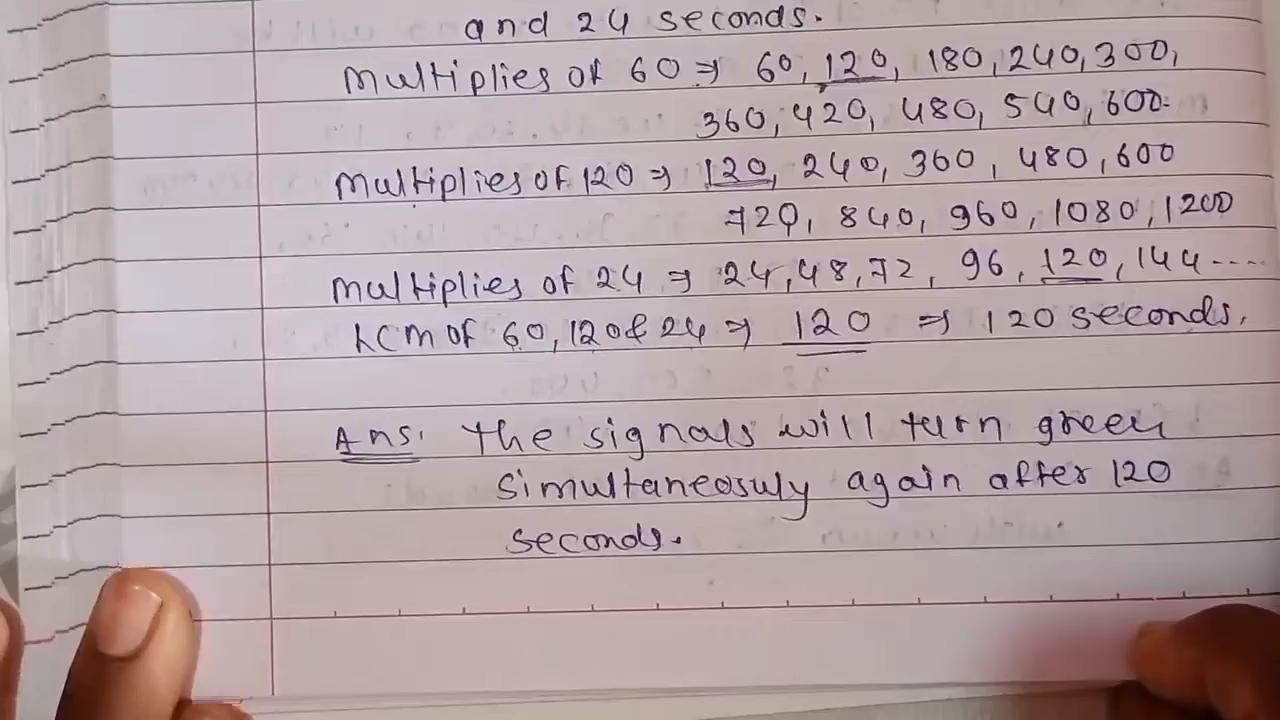 and 24 seconds.
Multiplies of 60 ⇒ 60, 120, 180, 240, 300,
360, 420, 480, 540, 600.
Multiplies of 120 ⇒ 120, 240, 360, 480, 600
720, 840, 960, 1080, 1200
Multiplies of 24 ⇒ 24, 48, 72, 96, 120, 144 ....
LCM of 60, 120 & 24 ⇒ 120 ⇒ 120 seconds.
Ans. The signals will turn green
simultaneosuly again after 120
seconds.